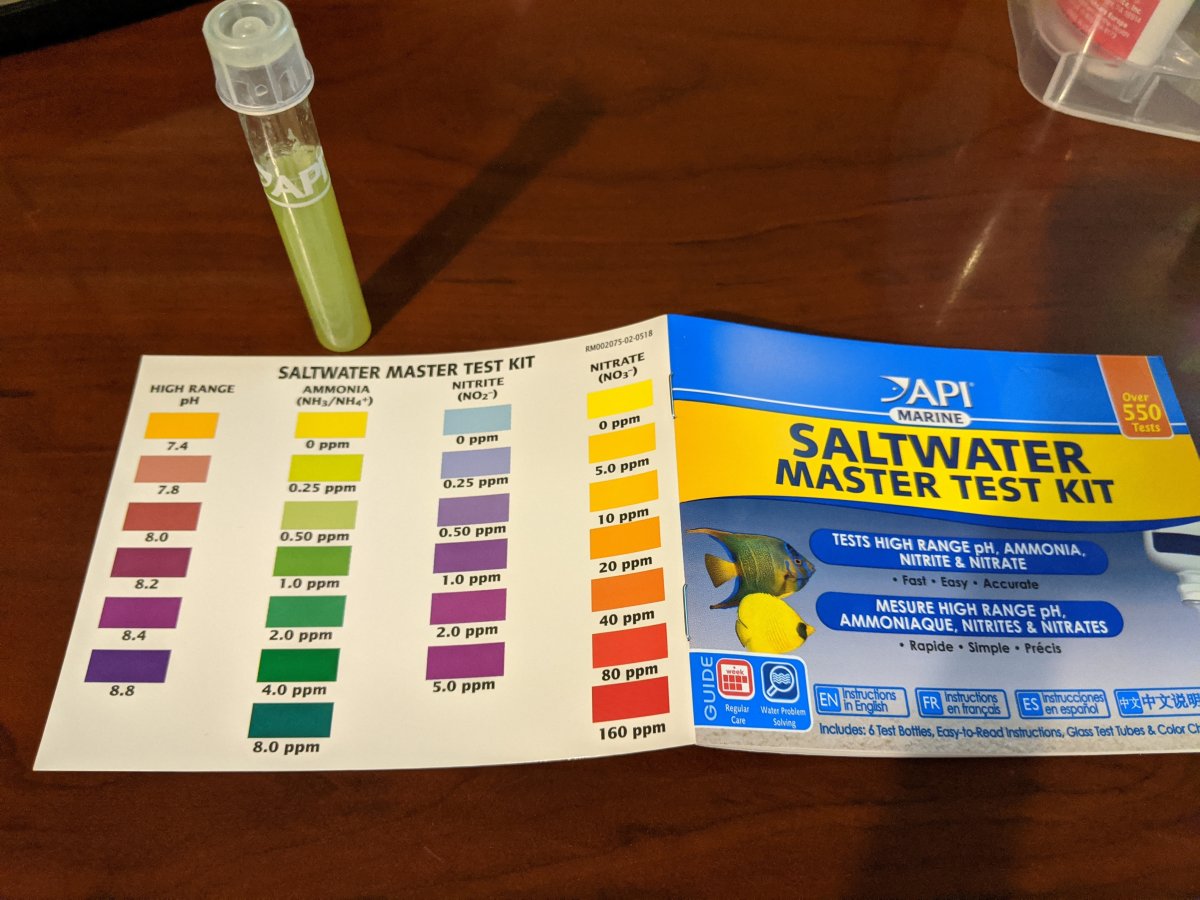 API
RM002075-02-0518
SALTWATER MASTER TEST KIT
HIGH RANGE
pH
7.4
7.8
8.0
8.2
8.4
8.8
AMMONIA
(NH₃/NH₄⁺)
0 ppm
0.25 ppm
0.50 ppm
1.0 ppm
2.0 ppm
4.0 ppm
8.0 ppm
NITRITE
(NO₂⁻)
0 ppm
0.25 ppm
0.50 ppm
1.0 ppm
2.0 ppm
5.0 ppm
NITRATE
(NO₃⁻)
0 ppm
5.0 ppm
10 ppm
20 ppm
40 ppm
80 ppm
160 ppm
API
MARINE
Over
550
Tests
SALTWATER
MASTER TEST KIT
TESTS HIGH RANGE pH, AMMONIA,
NITRITE & NITRATE
• Fast • Easy • Accurate
MESURE HIGH RANGE pH,
AMMONIAQUE, NITRITES & NITRATES
• Rapide • Simple • Précis
GUIDE
week
Regular
Care
Water Problem
Solving
EN Instructions
in English
FR Instructions
en français
ES Instrucciones
en español
中文 中文说明
Includes: 6 Test Bottles, Easy-to-Read Instructions, Glass Test Tubes & Color